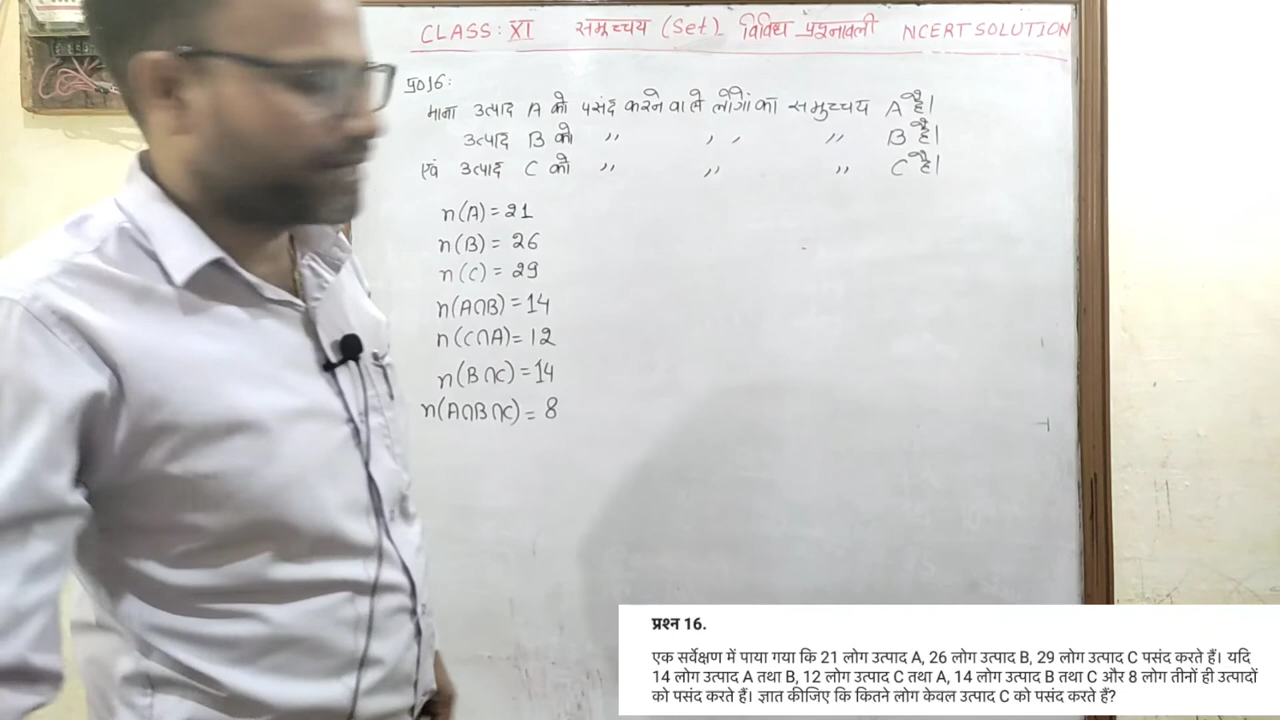 CLASS: XI समुच्चय (Set) विविध प्रश्नावली NCERT SOLUTION
प्र016:
माना उत्पाद A को पसंद करने वाले लोगों का समुच्चय A है।
उत्पाद B को ,, ,, ,, B है।
एवं उत्पाद C को ,, ,, ,, C है।
n(A) = 21
n(B) = 26
n(C) = 29
n(A∩B) = 14
n(C∩A) = 12
n(B∩C) = 14
n(A∩B∩C) = 8
प्रश्न 16.
एक सर्वेक्षण में पाया गया कि 21 लोग उत्पाद A, 26 लोग उत्पाद B, 29 लोग उत्पाद C पसंद करते हैं। यदि
14 लोग उत्पाद A तथा B, 12 लोग उत्पाद C तथा A, 14 लोग उत्पाद B तथा C और 8 लोग तीनों ही उत्पादों
को पसंद करते हैं। ज्ञात कीजिए कि कितने लोग केवल उत्पाद C को पसंद करते हैं?